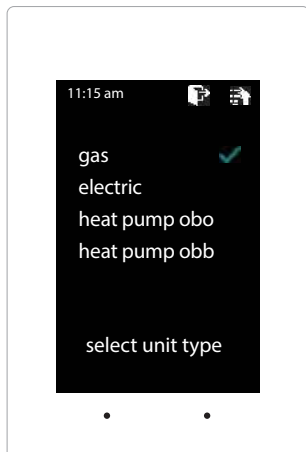 11:15 am
gas
electric
heat pump obo
heat pump obb
select unit type